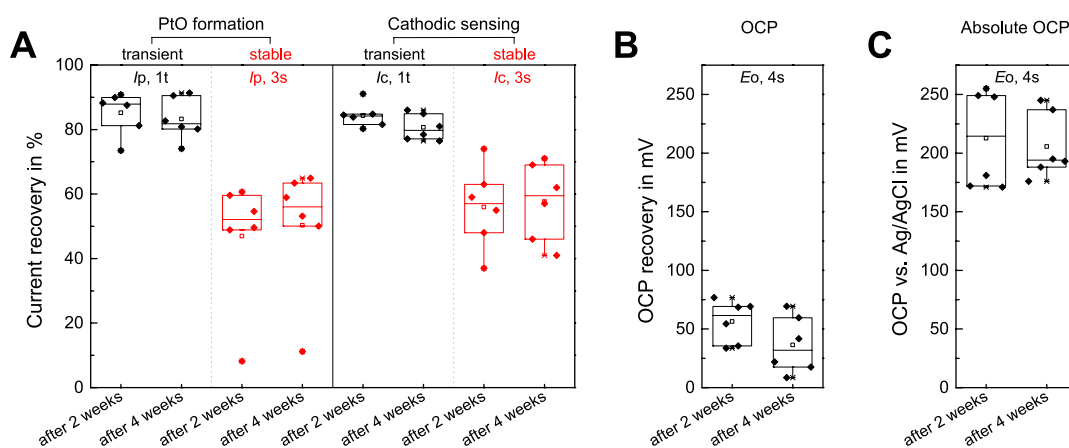 A
PtO formation
Cathodic sensing
transient
stable
transient
stable
Ip, 1t
Ip, 3s
Ic, 1t
Ic, 3s
Current recovery in %
100
80
60
40
20
0
after 2 weeks
after 4 weeks
after 2 weeks
after 4 weeks
after 2 weeks
after 4 weeks
after 2 weeks
after 4 weeks
B
OCP
Eo, 4s
OCP recovery in mV
250
200
150
100
50
0
after 2 weeks
after 4 weeks
C
Absolute OCP
Eo, 4s
OCP vs. Ag/AgCl in mV
250
200
150
100
50
0
after 2 weeks
after 4 weeks